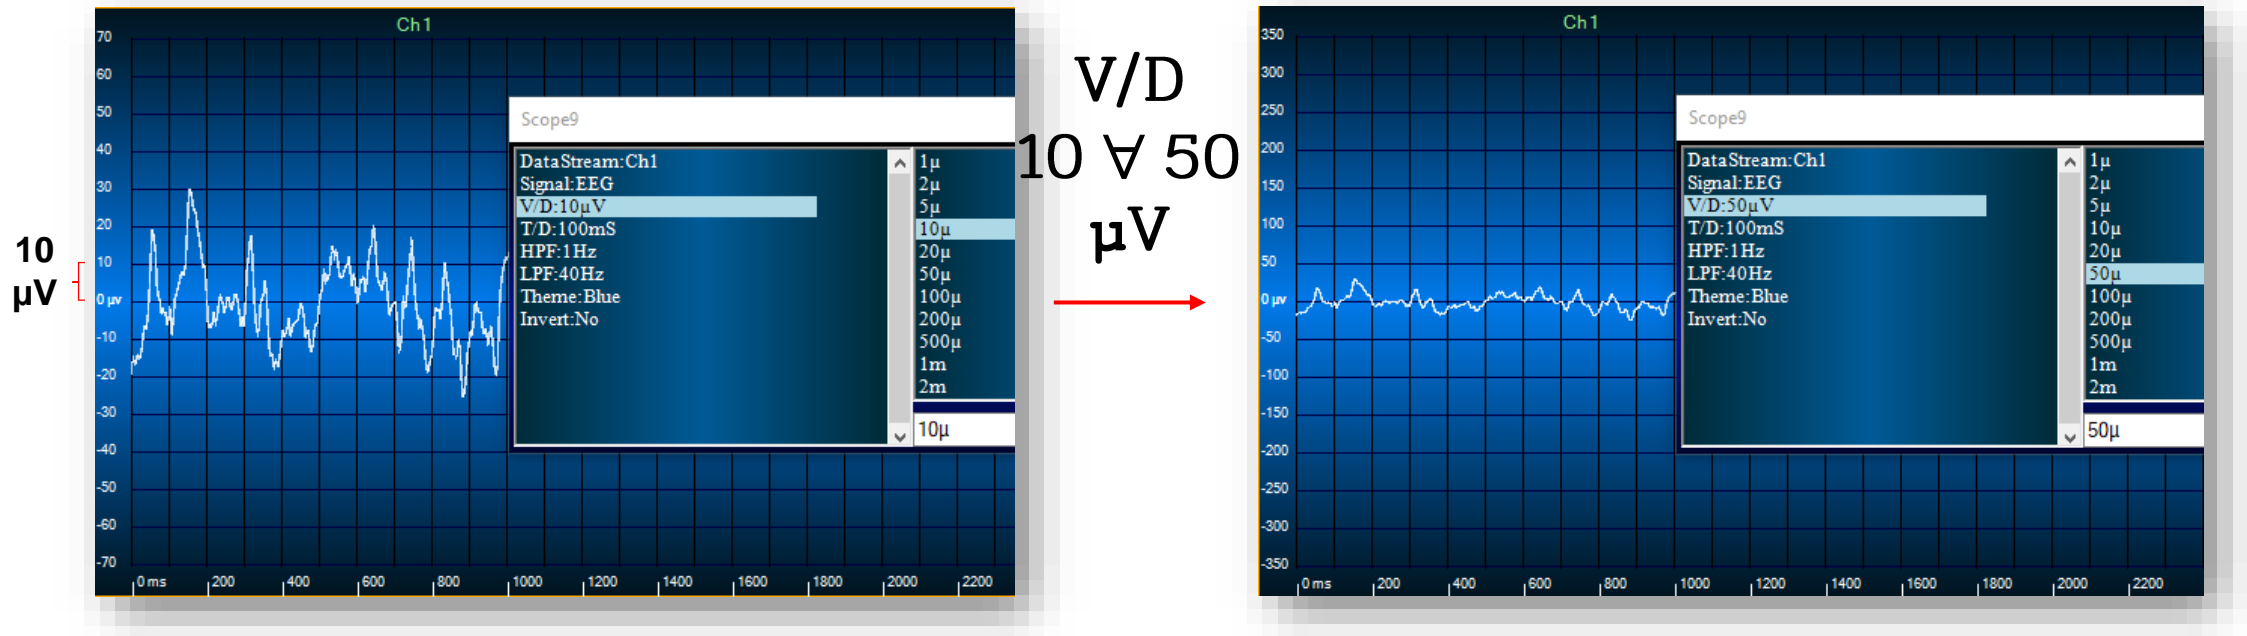 Ch1
70
60
50
40
30
20
10
0 µv
-10
-20
-30
-40
-50
-60
-70
0 ms 200 400 600 800 1000 1200 1400 1600 1800 2000 2200
10
µV
Scope9
DataStream:Ch1
Signal:EEG
V/D:10µV
T/D:100mS
HPF:1Hz
LPF:40Hz
Theme:Blue
Invert:No
1µ
2µ
5µ
10µ
20µ
50µ
100µ
200µ
500µ
1m
2m
10µ
V/D
10 ∀ 50
µV
Ch1
350
300
250
200
150
100
50
0 µv
-50
-100
-150
-200
-250
-300
-350
0 ms 200 400 600 800 1000 1200 1400 1600 1800 2000 2200
Scope9
DataStream:Ch1
Signal:EEG
V/D:50µV
T/D:100mS
HPF:1Hz
LPF:40Hz
Theme:Blue
Invert:No
1µ
2µ
5µ
10µ
20µ
50µ
100µ
200µ
500µ
1m
2m
50µ